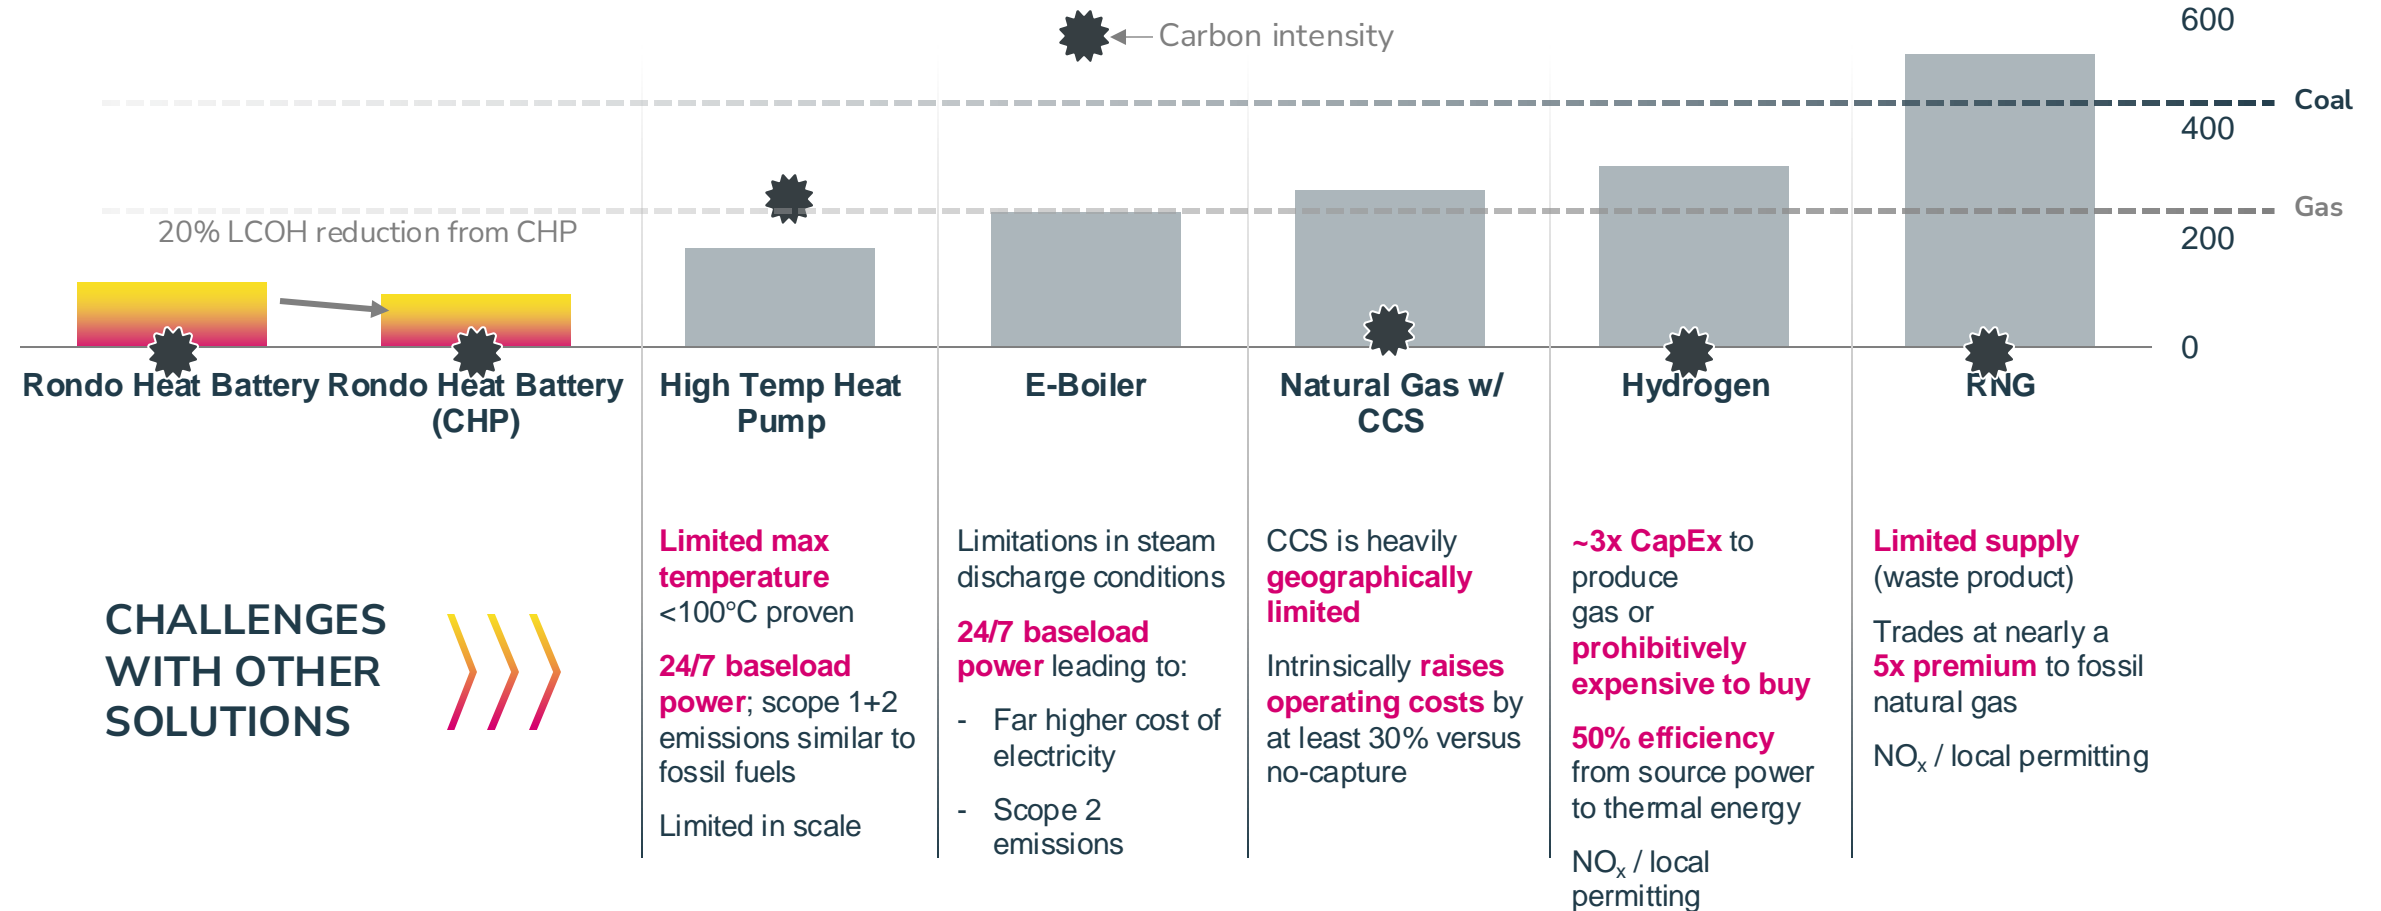 Carbon intensity
600
Coal
400
Gas
200
0
20% LCOH reduction from CHP
Rondo Heat Battery
Rondo Heat Battery
(CHP)
High Temp Heat
Pump
E-Boiler
Natural Gas w/
CCS
Hydrogen
RNG
CHALLENGES
WITH OTHER
SOLUTIONS
Limited max
temperature
<100°C proven
24/7 baseload
power; scope 1+2
emissions similar to
fossil fuels
Limited in scale
Limitations in steam
discharge conditions
24/7 baseload
power leading to:
- Far higher cost of
electricity
- Scope 2
emissions
CCS is heavily
geographically
limited
Intrinsically raises
operating costs by
at least 30% versus
no-capture
~3x CapEx to
produce
gas or
prohibitively
expensive to buy
50% efficiency
from source power
to thermal energy
NOx / local
permitting
Limited supply
(waste product)
Trades at nearly a
5x premium to fossil
natural gas
NOx / local permitting